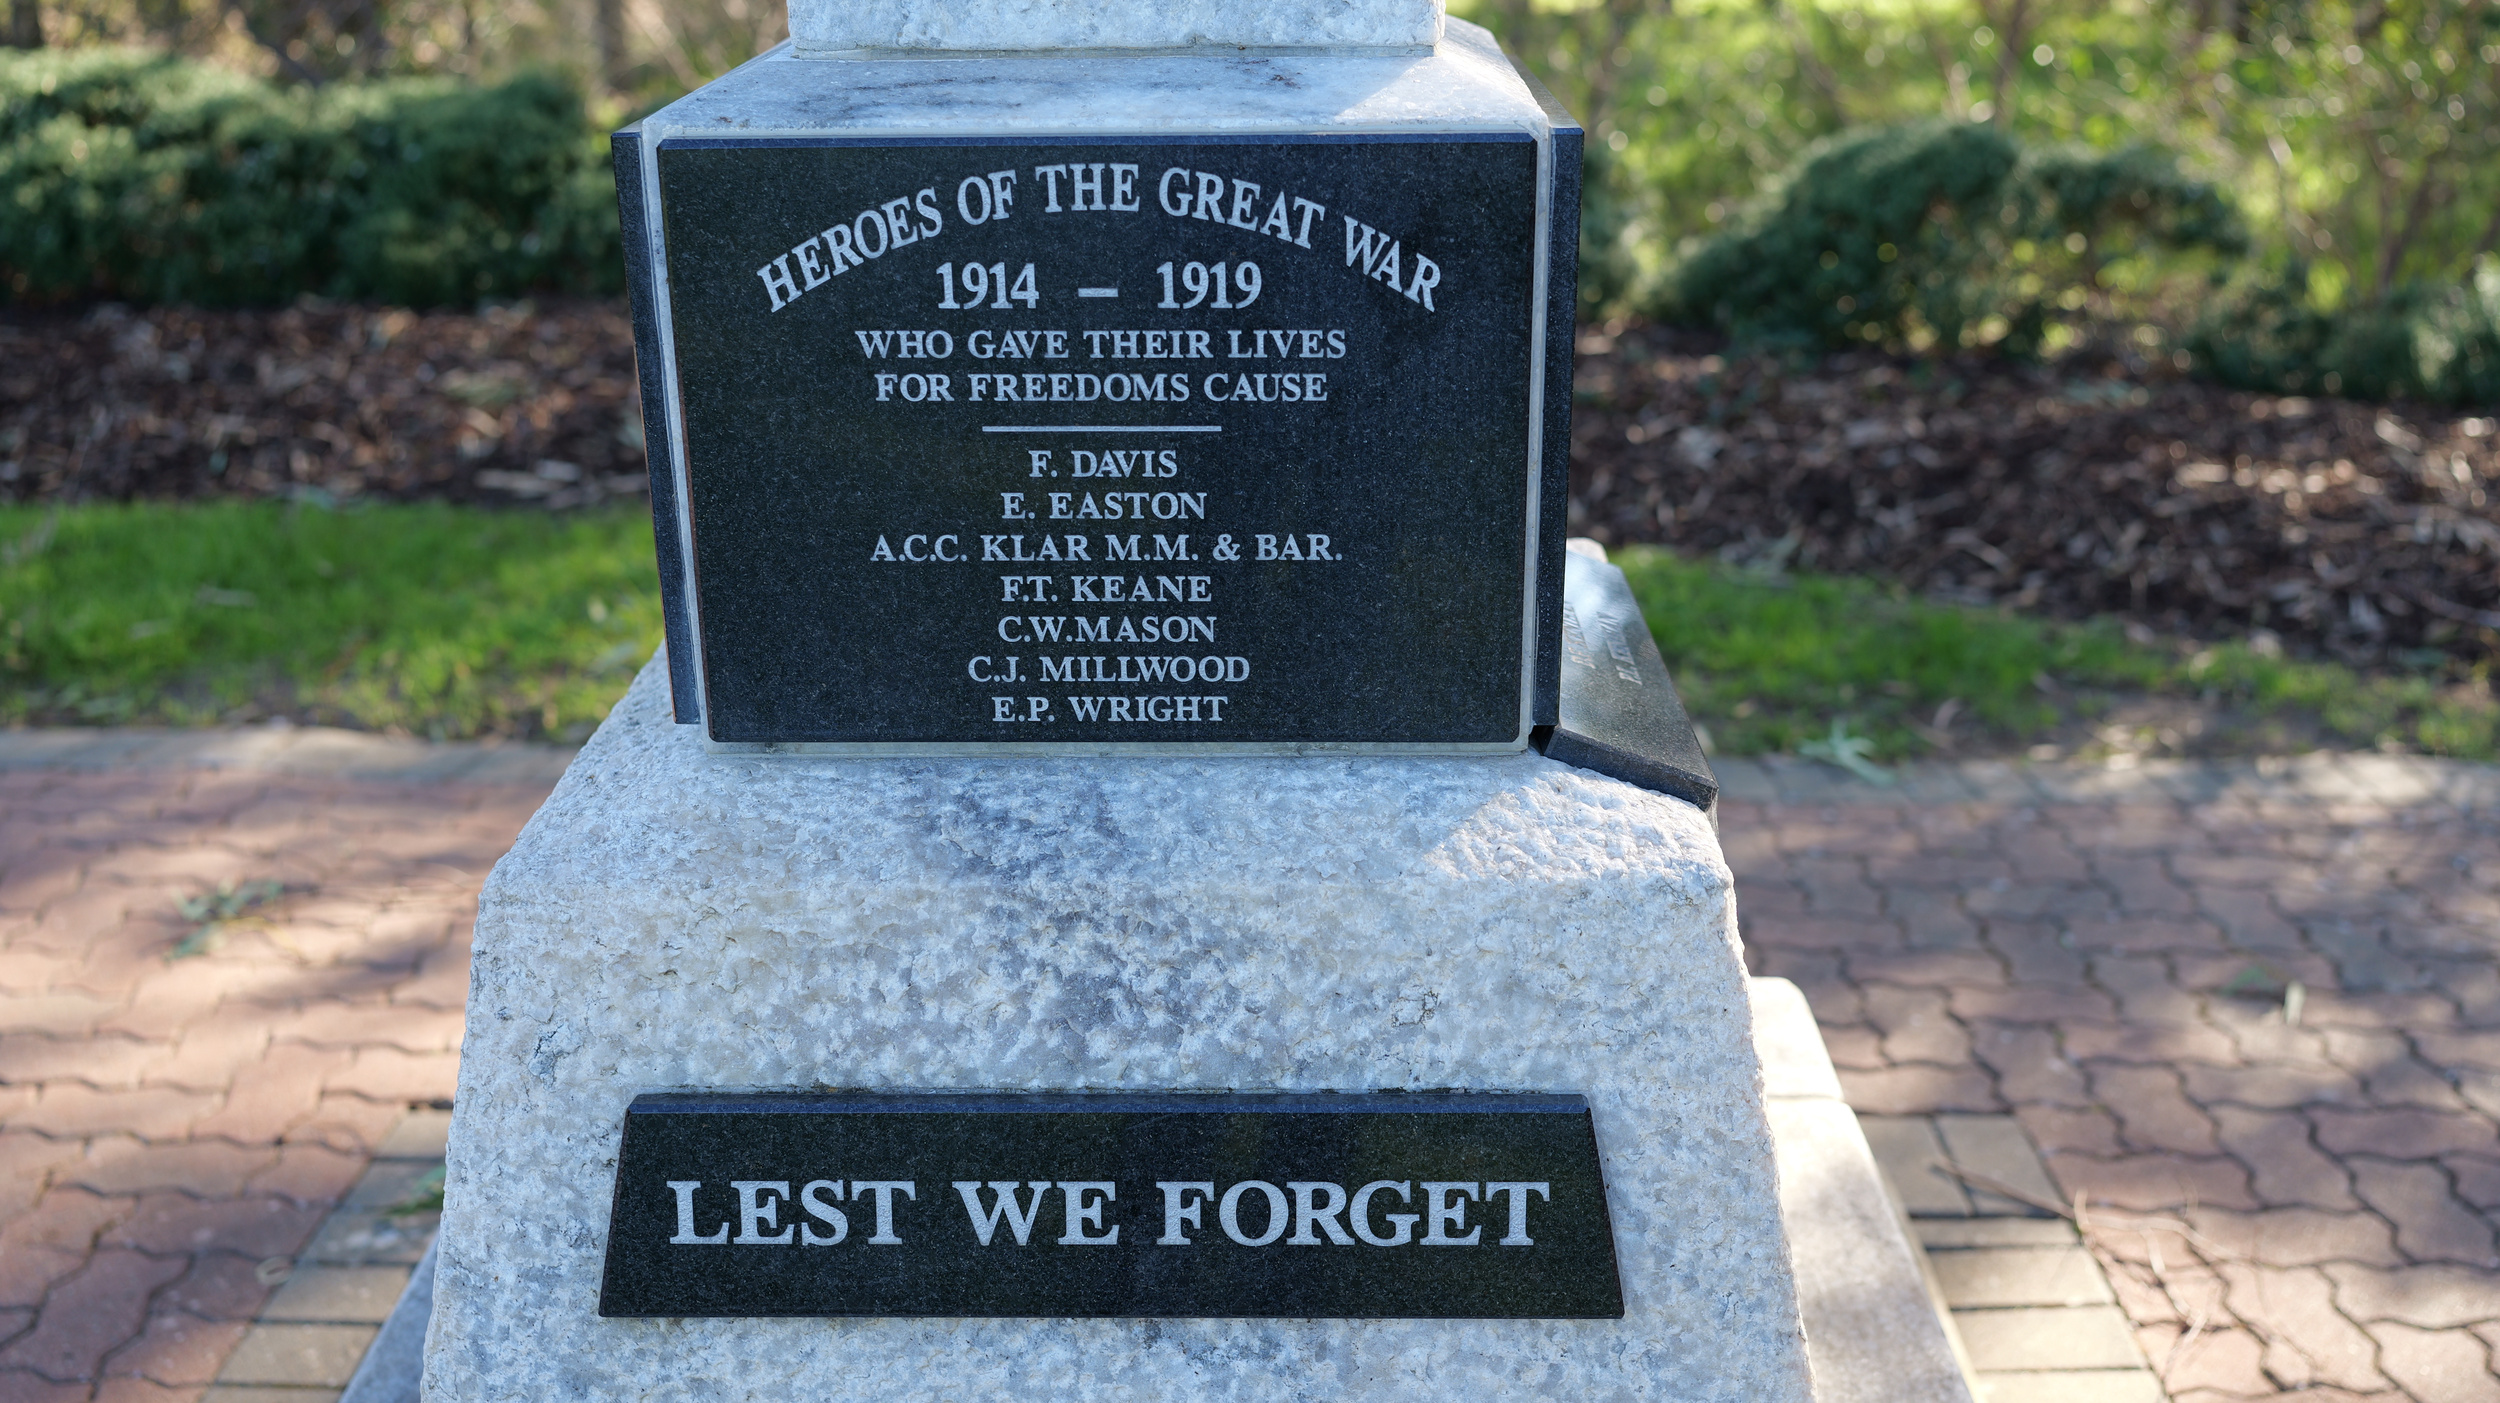 HEROES OF THE GREAT WAR
1914 – 1919
WHO GAVE THEIR LIVES
FOR FREEDOMS CAUSE
F. DAVIS
E. EASTON
A.C.C. KLAR M.M. & BAR.
F.T. KEANE
C.W.MASON
C.J. MILLWOOD
E.P. WRIGHT
LEST WE FORGET